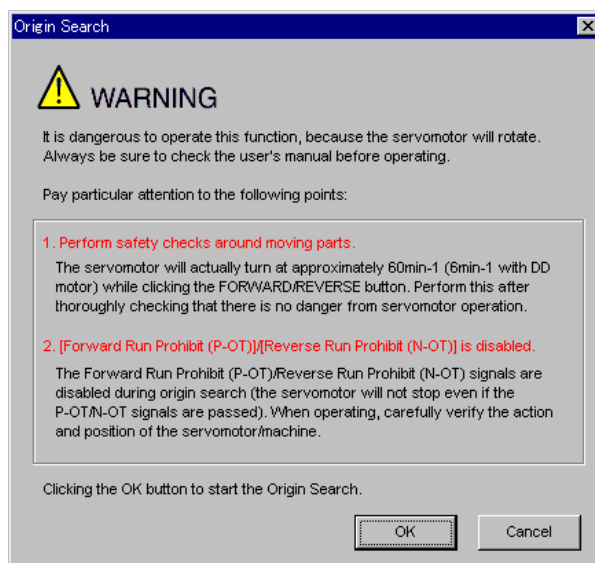 Origin Search
WARNING
It is dangerous to operate this function, because the servomotor will rotate.
Always be sure to check the user's manual before operating.
Pay particular attention to the following points:
1. Perform safety checks around moving parts.
The servomotor will actually turn at approximately 60min-1 (6min-1 with DD
motor) while clicking the FORWARD/REVERSE button. Perform this after
thoroughly checking that there is no danger from servomotor operation.
2. [Forward Run Prohibit (P-OT)]/[Reverse Run Prohibit (N-OT)] is disabled.
The Forward Run Prohibit (P-OT)/Reverse Run Prohibit (N-OT) signals are
disabled during origin search (the servomotor will not stop even if the
P-OT/N-OT signals are passed). When operating, carefully verify the action
and position of the servomotor/machine.
Clicking the OK button to start the Origin Search.
OK
Cancel